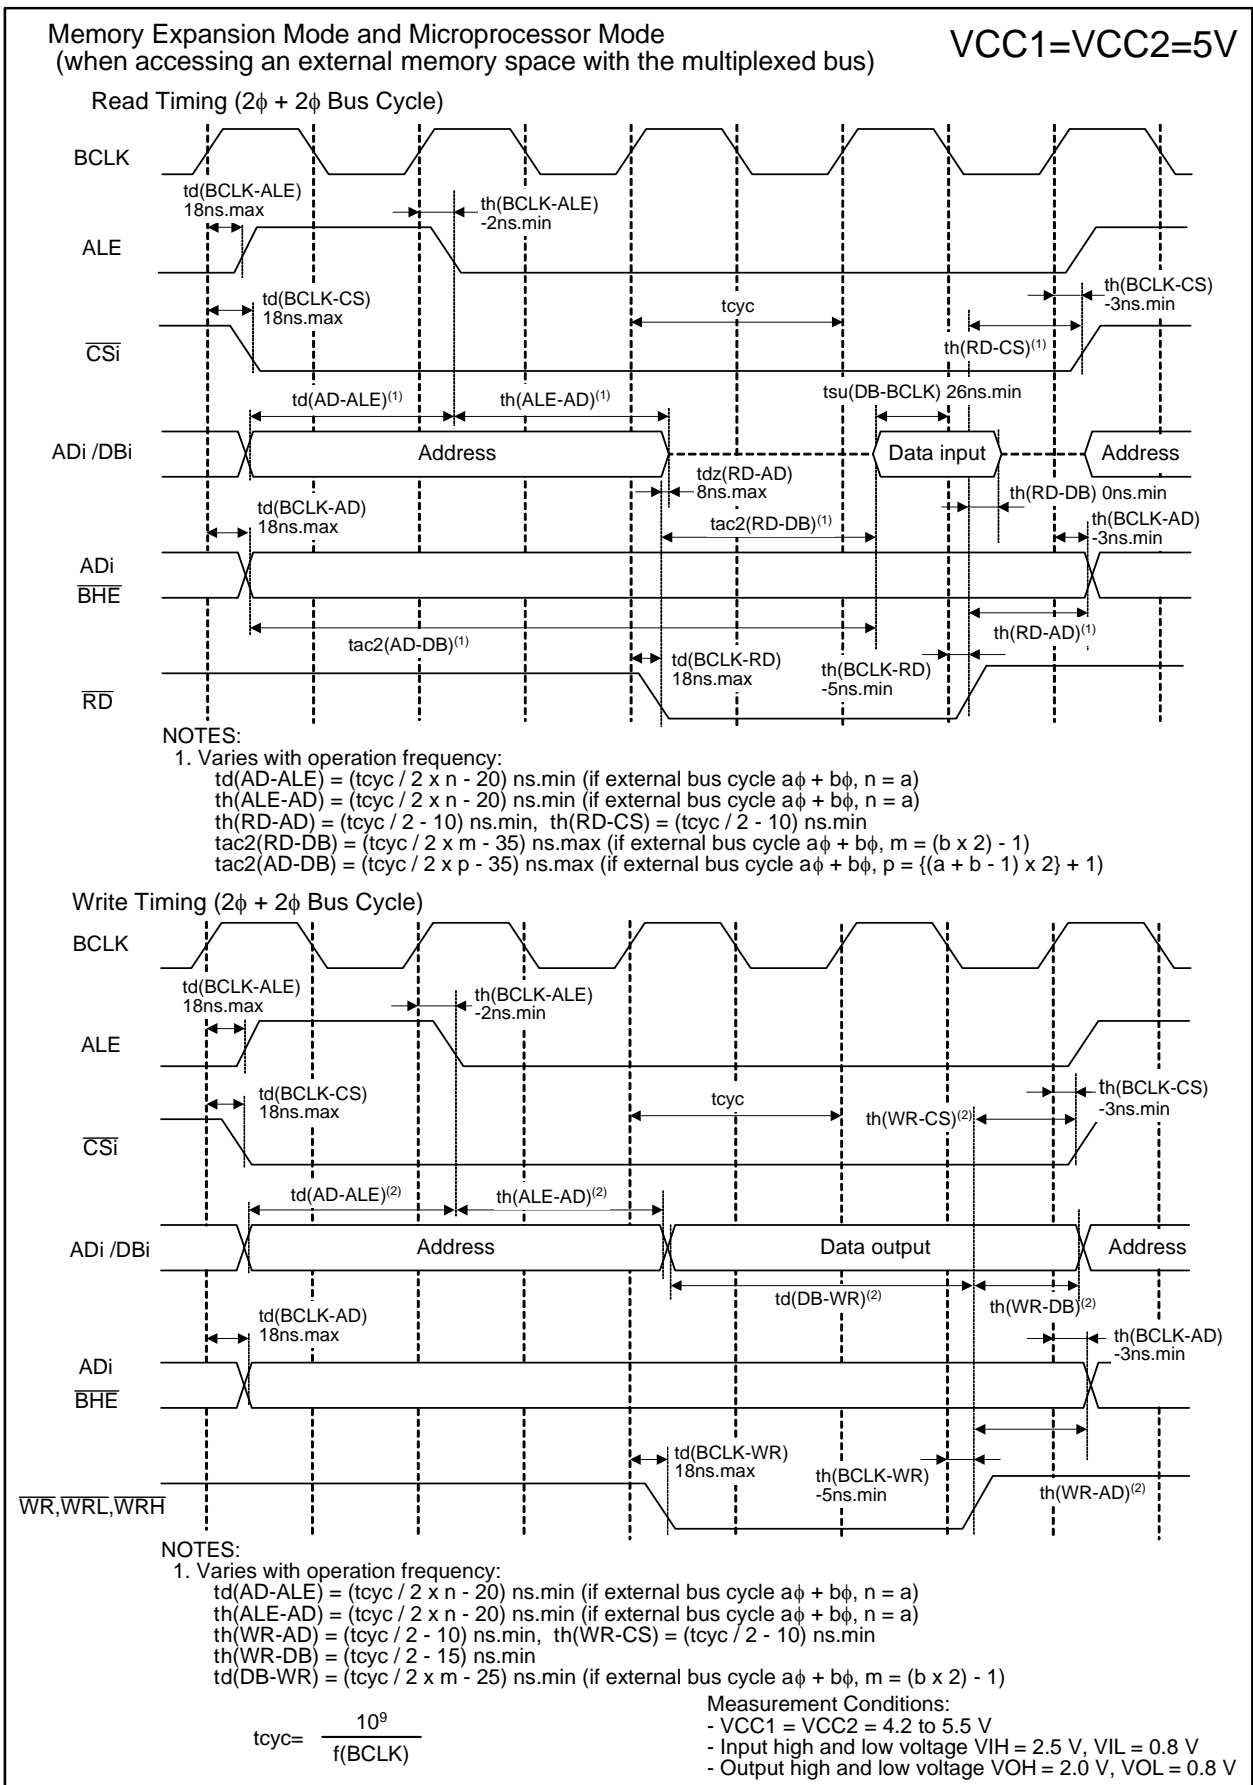 Memory Expansion Mode and Microprocessor Mode
(when accessing an external memory space with the multiplexed bus)
VCC1=VCC2=5V
Read Timing (2ϕ + 2ϕ Bus Cycle)
BCLK
td(BCLK-ALE)
18ns.max
th(BCLK-ALE)
-2ns.min
ALE
td(BCLK-CS)
18ns.max
tcyc
th(BCLK-CS)
-3ns.min
CSi
th(RD-CS)(1)
td(AD-ALE)(1)
th(ALE-AD)(1)
tsu(DB-BCLK) 26ns.min
ADi /DBi
Address
Data input
Address
tdz(RD-AD)
8ns.max
th(RD-DB) 0ns.min
td(BCLK-AD)
18ns.max
tac2(RD-DB)(1)
th(BCLK-AD)
-3ns.min
ADi
BHE
tac2(AD-DB)(1)
th(RD-AD)(1)
td(BCLK-RD)
18ns.max
th(BCLK-RD)
-5ns.min
RD
NOTES:
1. Varies with operation frequency:
td(AD-ALE) = (tcyc / 2 x n - 20) ns.min (if external bus cycle aϕ + bϕ, n = a)
th(ALE-AD) = (tcyc / 2 x n - 20) ns.min (if external bus cycle aϕ + bϕ, n = a)
th(RD-AD) = (tcyc / 2 - 10) ns.min, th(RD-CS) = (tcyc / 2 - 10) ns.min
tac2(RD-DB) = (tcyc / 2 x m - 35) ns.max (if external bus cycle aϕ + bϕ, m = (b x 2) - 1)
tac2(AD-DB) = (tcyc / 2 x p - 35) ns.max (if external bus cycle aϕ + bϕ, p = {(a + b - 1) x 2} + 1)
Write Timing (2ϕ + 2ϕ Bus Cycle)
BCLK
td(BCLK-ALE)
18ns.max
th(BCLK-ALE)
-2ns.min
ALE
td(BCLK-CS)
18ns.max
tcyc
th(BCLK-CS)
-3ns.min
th(WR-CS)(2)
CSi
td(AD-ALE)(2)
th(ALE-AD)(2)
ADi /DBi
Address
Data output
Address
td(DB-WR)(2)
th(WR-DB)(2)
td(BCLK-AD)
18ns.max
th(BCLK-AD)
-3ns.min
ADi
BHE
td(BCLK-WR)
18ns.max
th(BCLK-WR)
-5ns.min
th(WR-AD)(2)
WR,WRL,WRH
NOTES:
1. Varies with operation frequency:
td(AD-ALE) = (tcyc / 2 x n - 20) ns.min (if external bus cycle aϕ + bϕ, n = a)
th(ALE-AD) = (tcyc / 2 x n - 20) ns.min (if external bus cycle aϕ + bϕ, n = a)
th(WR-AD) = (tcyc / 2 - 10) ns.min, th(WR-CS) = (tcyc / 2 - 10) ns.min
th(WR-DB) = (tcyc / 2 - 15) ns.min
td(DB-WR) = (tcyc / 2 x m - 25) ns.min (if external bus cycle aϕ + bϕ, m = (b x 2) - 1)
tcyc=
10⁹
f(BCLK)
Measurement Conditions:
- VCC1 = VCC2 = 4.2 to 5.5 V
- Input high and low voltage VIH = 2.5 V, VIL = 0.8 V
- Output high and low voltage VOH = 2.0 V, VOL = 0.8 V